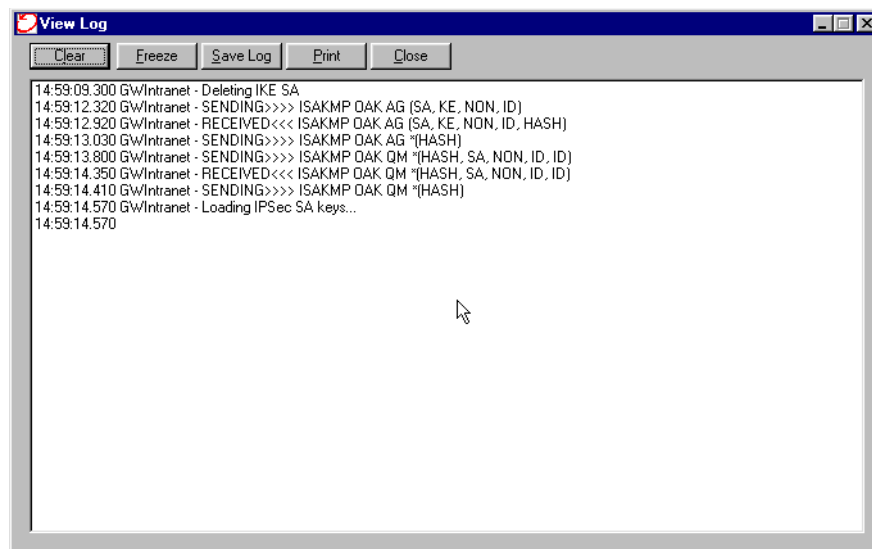 View Log
Clear Freeze Save Log Print Close
14:59:09.300 GWIntranet - Deleting IKE SA
14:59:12.320 GWIntranet - SENDING>>>> ISAKMP OAK AG (SA, KE, NON, ID)
14:59:12.920 GWIntranet - RECEIVED<<< ISAKMP OAK AG (SA, KE, NON, ID, HASH)
14:59:13.030 GWIntranet - SENDING>>>> ISAKMP OAK AG *(HASH)
14:59:13.800 GWIntranet - SENDING>>>> ISAKMP OAK QM *(HASH, SA, NON, ID, ID)
14:59:14.350 GWIntranet - RECEIVED<<< ISAKMP OAK QM *(HASH, SA, NON, ID, ID)
14:59:14.410 GWIntranet - SENDING>>>> ISAKMP OAK QM *(HASH)
14:59:14.570 GWIntranet - Loading IPSec SA keys...
14:59:14.570